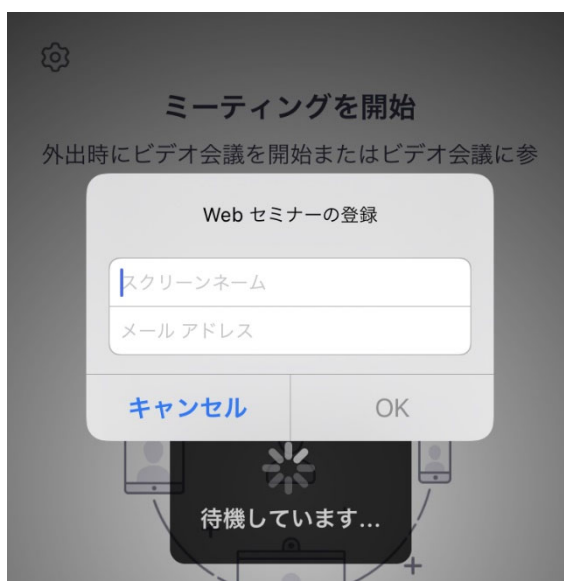 ミーティングを開始
外出時にビデオ会議を開始またはビデオ会議に参
Web セミナーの登録
スクリーンネーム
メール アドレス
キャンセル
OK
待機しています...